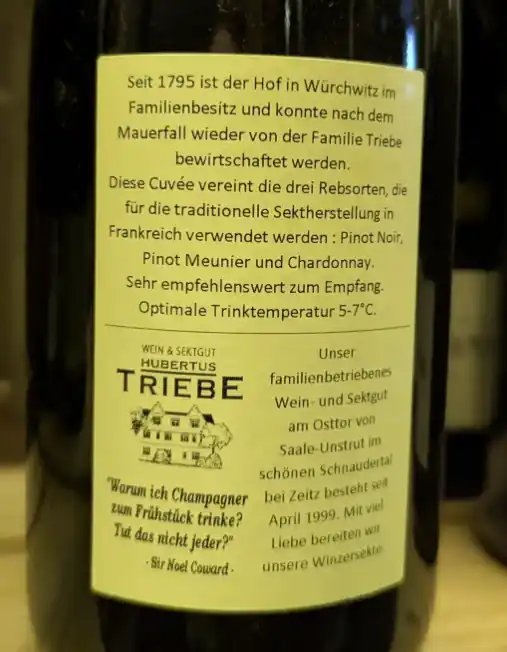 Seit 1795 ist der Hof in Würchwitz im
Familienbesitz und konnte nach dem
Mauerfall wieder von der Familie Triebe
bewirtschaftet werden.
Diese Cuvée vereint die drei Rebsorten, die
für die traditionelle Sektherstellung in
Frankreich verwendet werden : Pinot Noir,
Pinot Meunier und Chardonnay.
Sehr empfehlenswert zum Empfang.
Optimale Trinktemperatur 5-7°C.
WEIN & SEKTGUT
HUBERTUS
TRIEBE
"Warum ich Champagner
zum Frühstück trinke?
Tut das nicht jeder?"
- Sir Noel Coward -
Unser
familienbetriebenes
Wein- und Sektgut
am Osttor von
Saale-Unstrut im
schönen Schnaudertal
bei Zeitz besteht seit
April 1999. Mit viel
Liebe bereiten wir
unsere Winzersekte